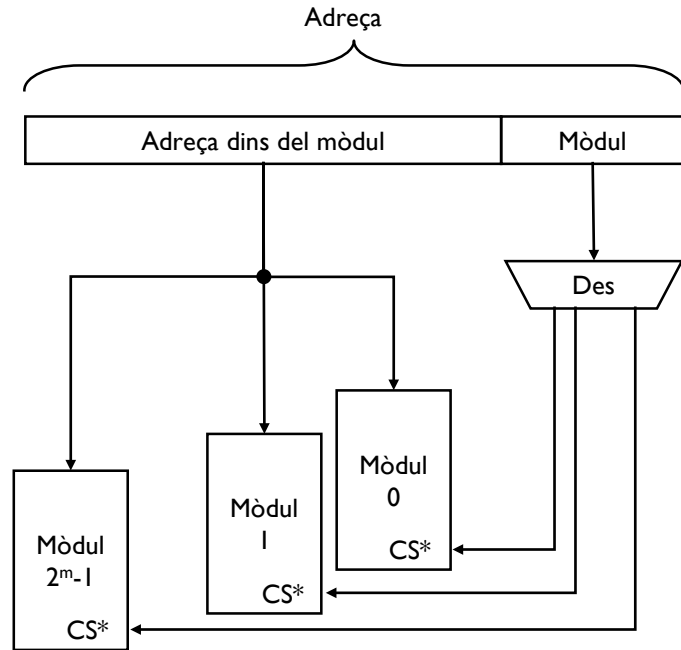 Adreça
Adreça dins del mòdul
Mòdul
Des
Mòdul
0
CS*
Mòdul
1
CS*
Mòdul
2ᵐ-1
CS*